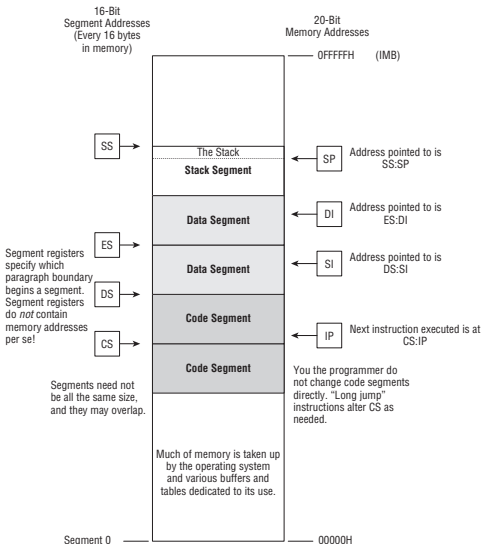 16-Bit
Segment Addresses
(Every 16 bytes
in memory)
20-Bit
Memory Addresses
0FFFFFH (IMB)
SS
The Stack
Stack Segment
SP
Address pointed to is
SS:SP
Data Segment
DI
Address pointed to is
ES:DI
ES
Data Segment
SI
Address pointed to is
DS:SI
Segment registers
specify which
paragraph boundary
begins a segment.
Segment registers
do not contain
memory addresses
per se!
DS
Code Segment
IP
Next instruction executed is at
CS:IP
CS
Code Segment
Segments need not
be all the same size,
and they may overlap.
You the programmer do
not change code segments
directly. “Long jump”
instructions alter CS as
needed.
Much of memory is taken up
by the operating system
and various buffers and
tables dedicated to its use.
Segment 0
00000H